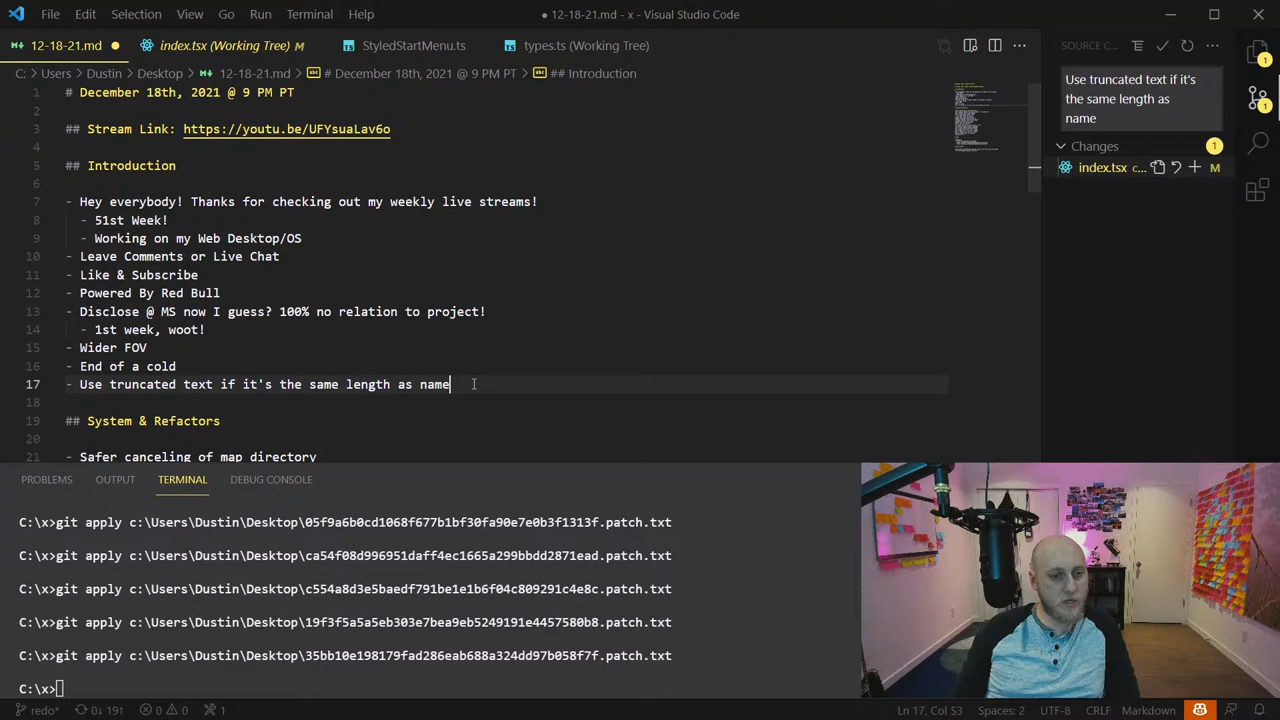 File Edit Selection View Go Run Terminal Help
● 12-18-21.md - x - Visual Studio Code
12-18-21.md ●
index.tsx (Working Tree) M
StyledStartMenu.ts
types.ts (Working Tree)
SOURCE C...
C: > Users > Dustin > Desktop > 12-18-21.md > # December 18th, 2021 @ 9 PM PT > ## Introduction
1 # December 18th, 2021 @ 9 PM PT
2
3 ## Stream Link: https://youtu.be/UFYsuaLav6o
4
5 ## Introduction
6
7 - Hey everybody! Thanks for checking out my weekly live streams!
8 - 51st Week!
9 - Working on my Web Desktop/OS
10 - Leave Comments or Live Chat
11 - Like & Subscribe
12 - Powered By Red Bull
13 - Disclose @ MS now I guess? 100% no relation to project!
14 - 1st week, woot!
15 - Wider FOV
16 - End of a cold
17 - Use truncated text if it's the same length as name
18
19 ## System & Refactors
20
21 - Safer canceling of map directory
Use truncated text if it's
the same length as
name
Changes 1
index.tsx c... M
1
1
PROBLEMS OUTPUT TERMINAL DEBUG CONSOLE
C:\x>git apply c:\Users\Dustin\Desktop\05f9a6b0cd1068f677b1bf30fa90e7e0b3f1313f.patch.txt
C:\x>git apply c:\Users\Dustin\Desktop\ca54f08d996951daff4ec1665a299bbdd2871ead.patch.txt
C:\x>git apply c:\Users\Dustin\Desktop\c554a8d3e5baedf791be1e1b6f04c809291c4e8c.patch.txt
C:\x>git apply c:\Users\Dustin\Desktop\19f3f5a5a5eb303e7bea9eb5249191e4457580b8.patch.txt
C:\x>git apply c:\Users\Dustin\Desktop\35bb10e198179fad286eab688a324dd97b058f7f.patch.txt
C:\x>
redo* 0↓ 19↑ 0 0 1
Ln 17, Col 53 Spaces: 2 UTF-8 CRLF Markdown